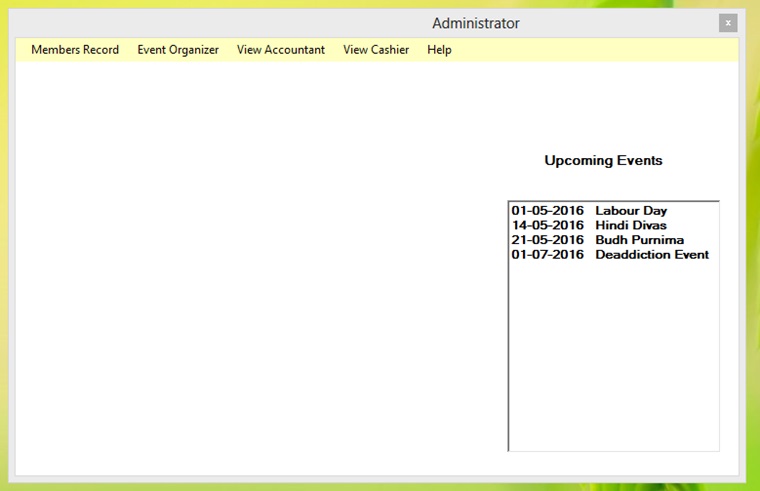 Administrator
x
Members Record Event Organizer View Accountant View Cashier Help
Upcoming Events
01-05-2016 Labour Day
14-05-2016 Hindi Divas
21-05-2016 Budh Purnima
01-07-2016 Deaddiction Event